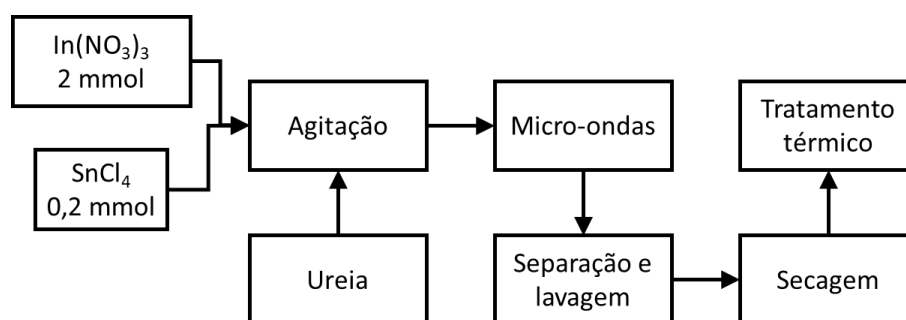 In(NO₃)₃
2 mmol
SnCl₄
0,2 mmol
Agitação
Ureia
Micro-ondas
Separação e
lavagem
Secagem
Tratamento
térmico